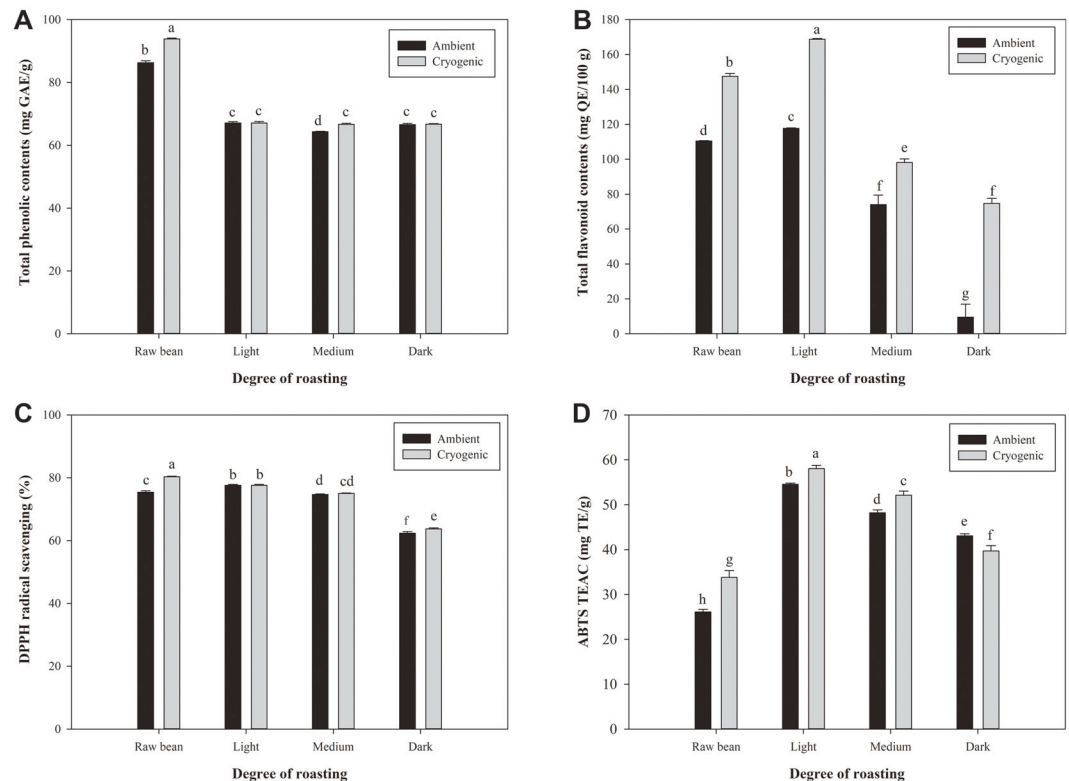 A
Total phenolic contents (mg GAE/g)
100
80
60
40
20
0
Ambient
Cryogenic
b a
c c
d c
c c
Raw bean Light Medium Dark
Degree of roasting
B
Total flavonoid contents (mg QE/100 g)
180
160
140
120
100
80
60
40
20
0
Ambient
Cryogenic
d b
c a
f e
g f
Raw bean Light Medium Dark
Degree of roasting
C
DPPH radical scavenging (%)
100
80
60
40
20
0
Ambient
Cryogenic
c a
b b
d cd
f e
Raw bean Light Medium Dark
Degree of roasting
D
ABTS TEAC (mg TE/g)
70
60
50
40
30
20
10
0
Ambient
Cryogenic
h g
b a
d c
e f
Raw bean Light Medium Dark
Degree of roasting